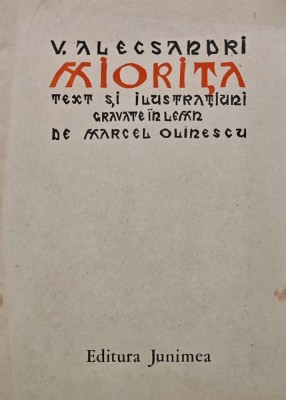 V. ALECSANDRI
MIORIȚA
TEXT ȘI ILUSTRAȚIUNI
GRAVATE ÎN LEMN
DE MARCEL OLINESCU
Editura Junimea